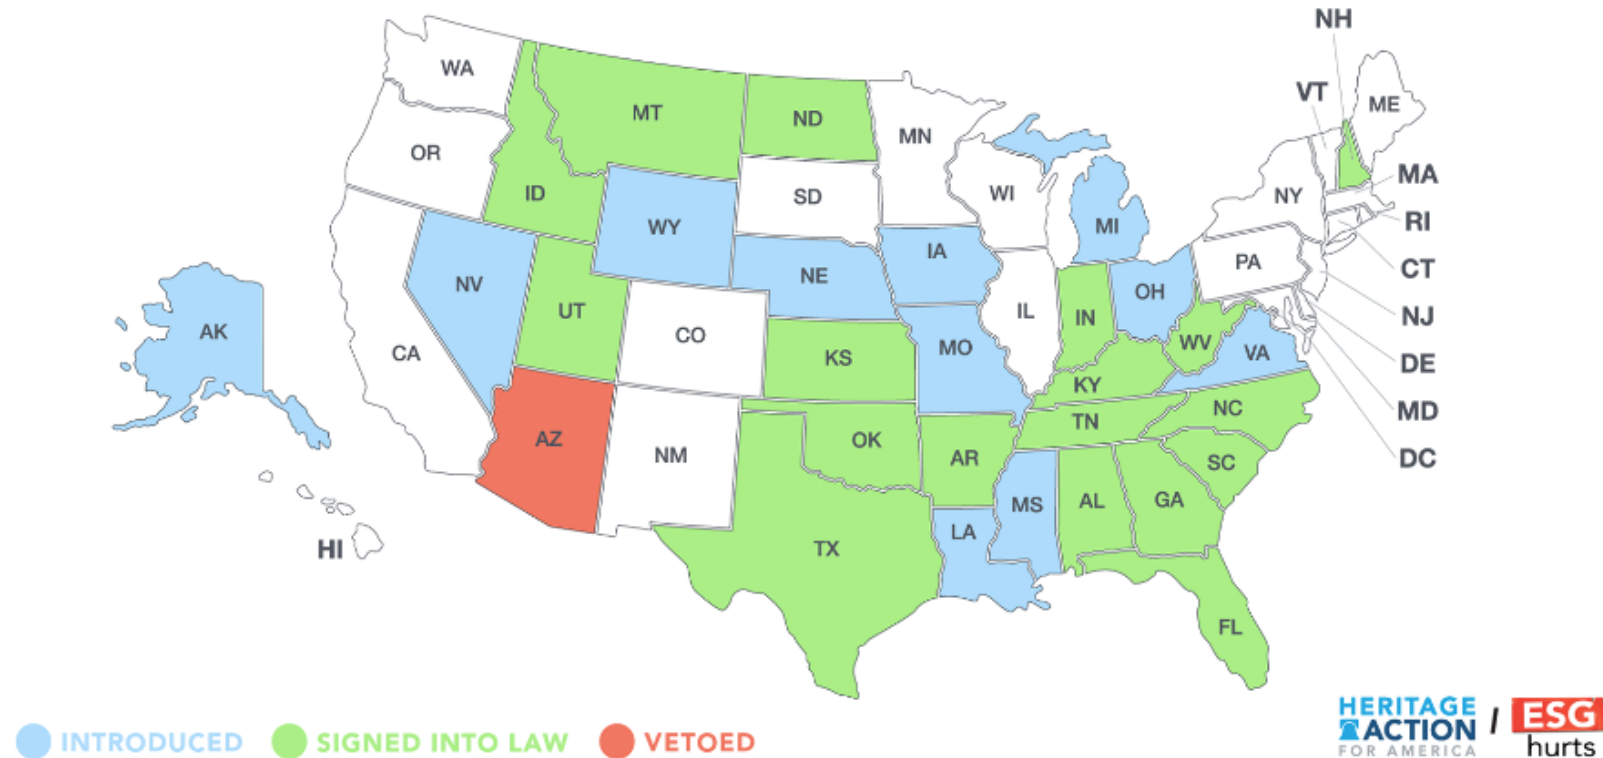 NH
WA
VT
ME
MT
ND
MN
OR
MA
ID
SD
WI
NY
RI
WY
MI
IA
PA
CT
NV
NE
OH
UT
IL
IN
NJ
AK
CO
MO
WV
VA
CA
KS
DE
KY
NC
MD
TN
AZ
OK
NM
AR
SC
DC
MS
AL
GA
LA
HI
TX
FL
INTRODUCED SIGNED INTO LAW VETOED
HERITAGE
ACTION
FOR AMERICA
/
ESG
hurts